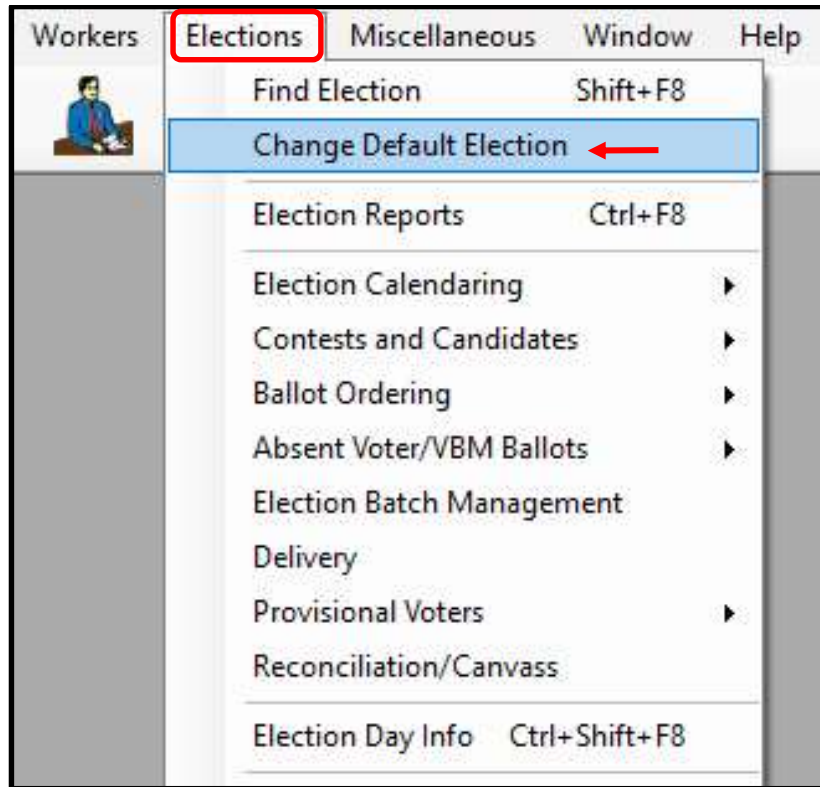 Workers Elections Miscellaneous Window Help
Find Election Shift+F8
Change Default Election
Election Reports Ctrl+F8
Election Calendaring
Contests and Candidates
Ballot Ordering
Absent Voter/VBM Ballots
Election Batch Management
Delivery
Provisional Voters
Reconciliation/Canvass
Election Day Info Ctrl+Shift+F8